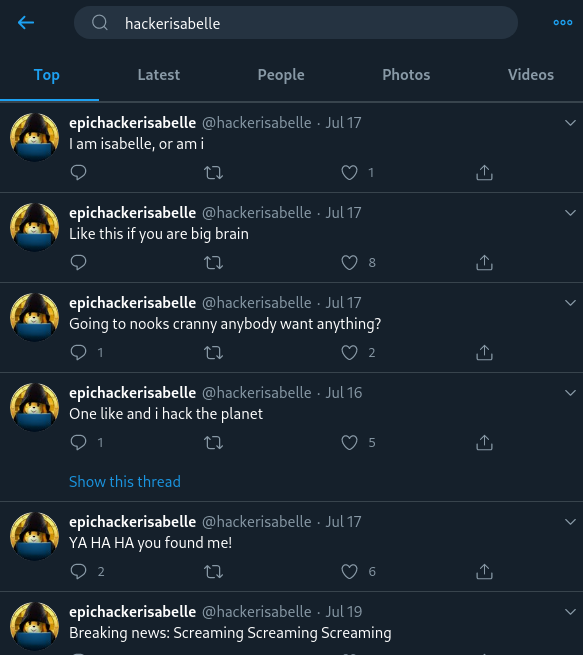 hackerisabelle
Top Latest People Photos Videos
epichackerisabelle @hackerisabelle · Jul 17
I am isabelle, or am i
1
epichackerisabelle @hackerisabelle · Jul 17
Like this if you are big brain
8
epichackerisabelle @hackerisabelle · Jul 17
Going to nooks cranny anybody want anything?
1 2
epichackerisabelle @hackerisabelle · Jul 16
One like and i hack the planet
1 5
Show this thread
epichackerisabelle @hackerisabelle · Jul 17
YA HA HA you found me!
2 6
epichackerisabelle @hackerisabelle · Jul 19
Breaking news: Screaming Screaming Screaming